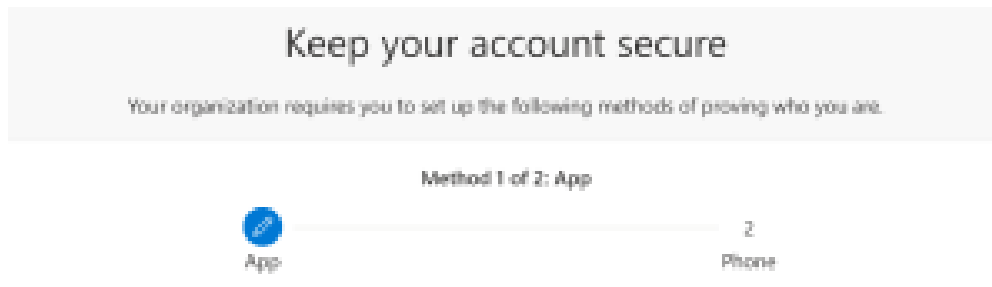 Keep your account secure
Your organization requires you to set up the following methods of proving who you are.
Method 1 of 2: App
2
App
Phone